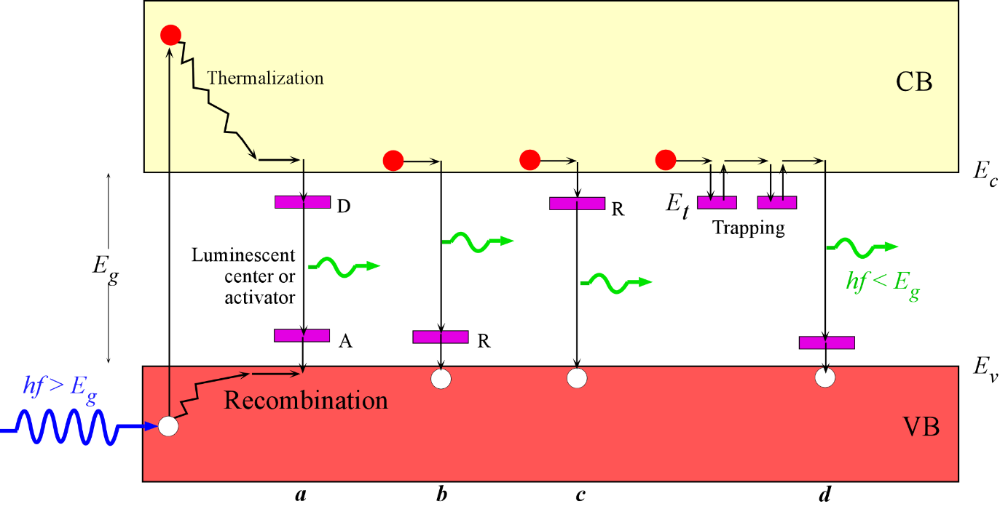 CB
Thermalization
E_c
D
R
E_t
Trapping
E_g
Luminescent
center or
activator
hf < E_g
A
R
E_v
hf > E_g
Recombination
VB
a
b
c
d